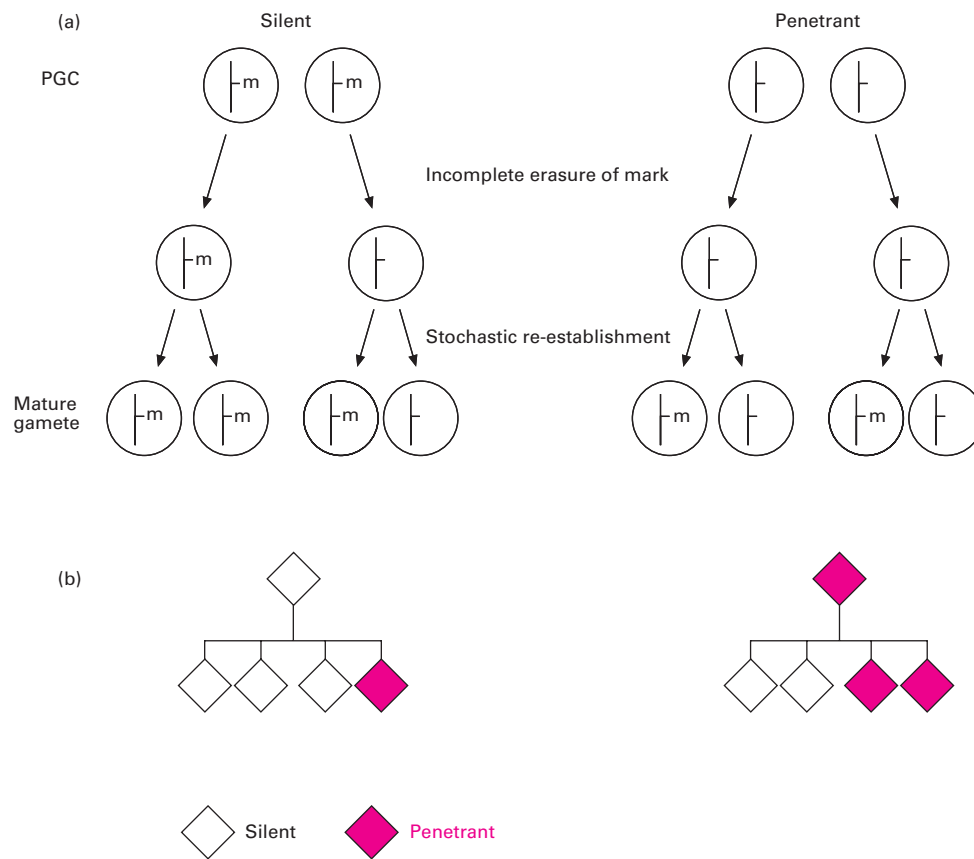 (a)
Silent
Penetrant
PGC
m
m
Incomplete erasure of mark
m
Stochastic re-establishment
Mature
gamete
m
m
m
m
m
(b)
Silent
Penetrant